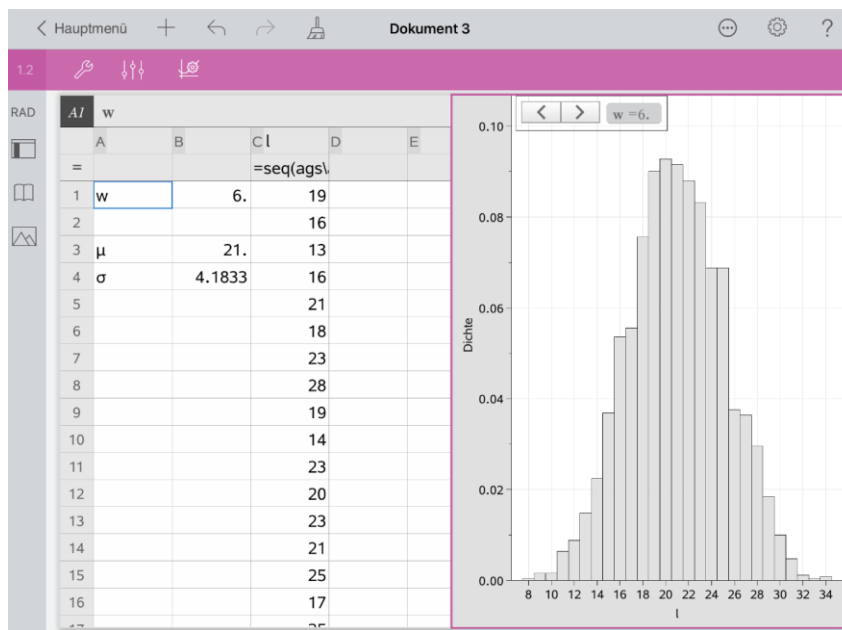 Hauptmenü
Dokument 3
?
1.2
RAD
A1 w
A B C l D E
= =seq(ags\
1 w 6. 19
2 16
3 μ 21. 13
4 σ 4.1833 16
5 21
6 18
7 23
8 28
9 19
10 14
11 23
12 20
13 23
14 21
15 25
16 17
w =6.
0.10
0.08
0.06
0.04
0.02
0.00
Dichte
8 10 12 14 16 18 20 22 24 26 28 30 32 34
l